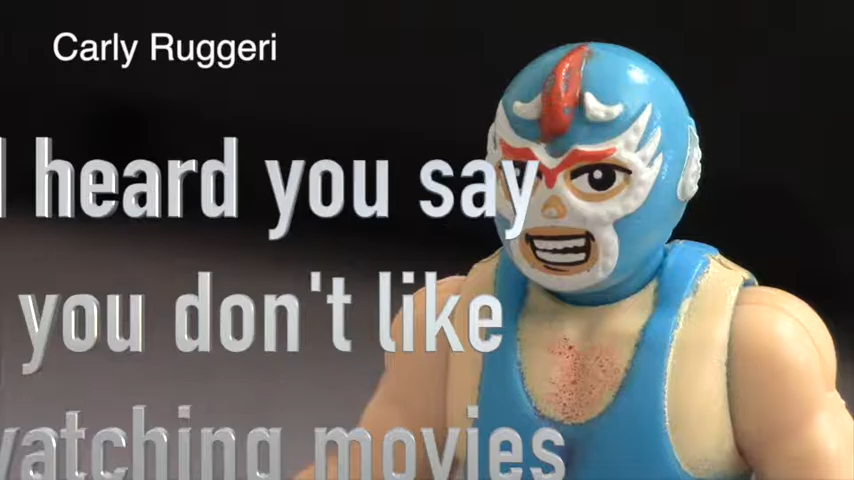 Carly Ruggeri
I heard you say
you don't like
watching movies